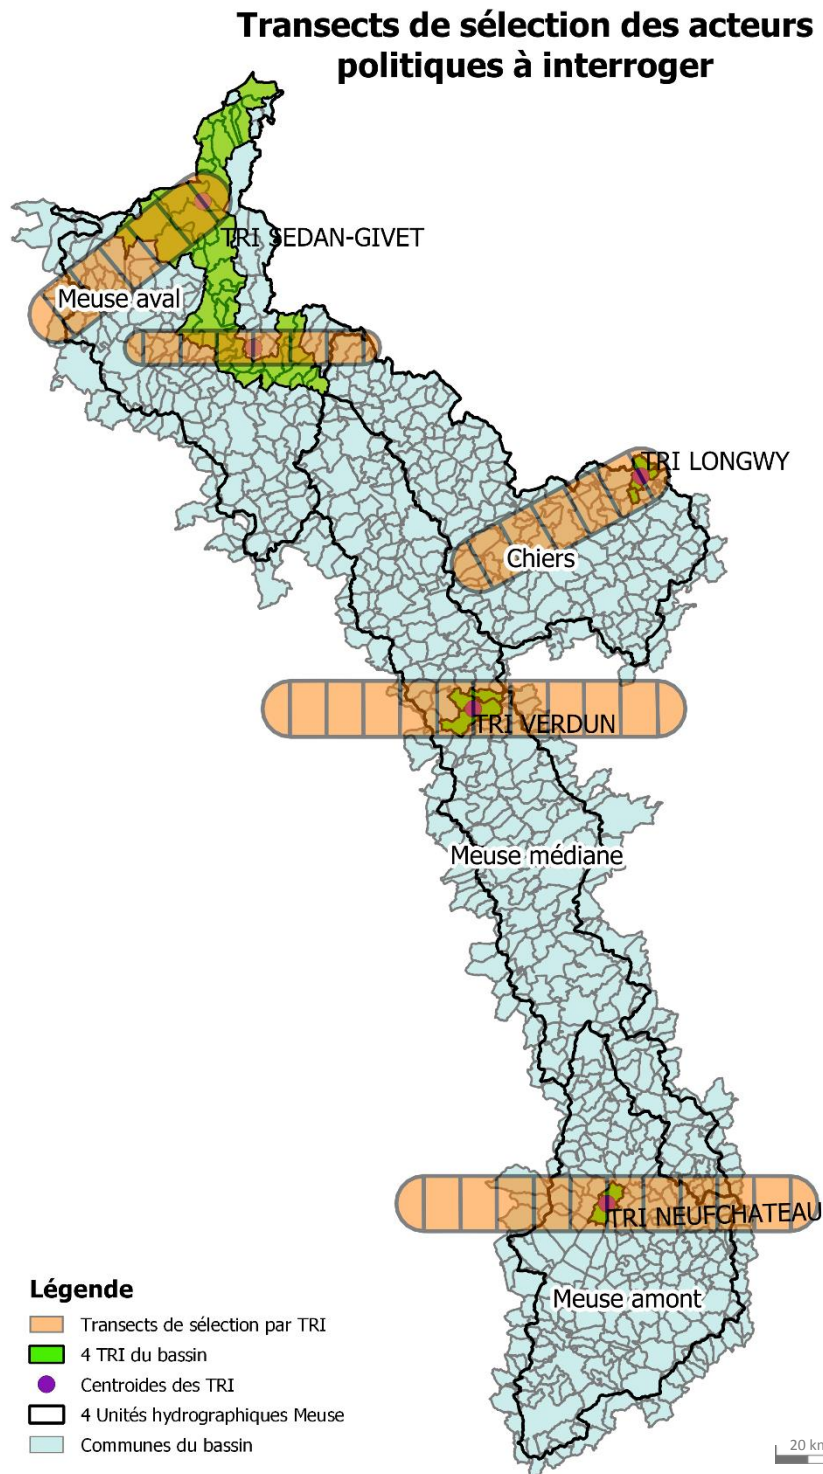 Transects de sélection des acteurs
politiques à interroger
TRI SEDAN-GIVET
Meuse aval
TRI LONGWY
Chiers
TRI VERDUN
Meuse médiane
TRI NEUFCHATEAU
Meuse amont
Légende
Transects de sélection par TRI
4 TRI du bassin
Centroides des TRI
4 Unités hydrographiques Meuse
Communes du bassin
20 km